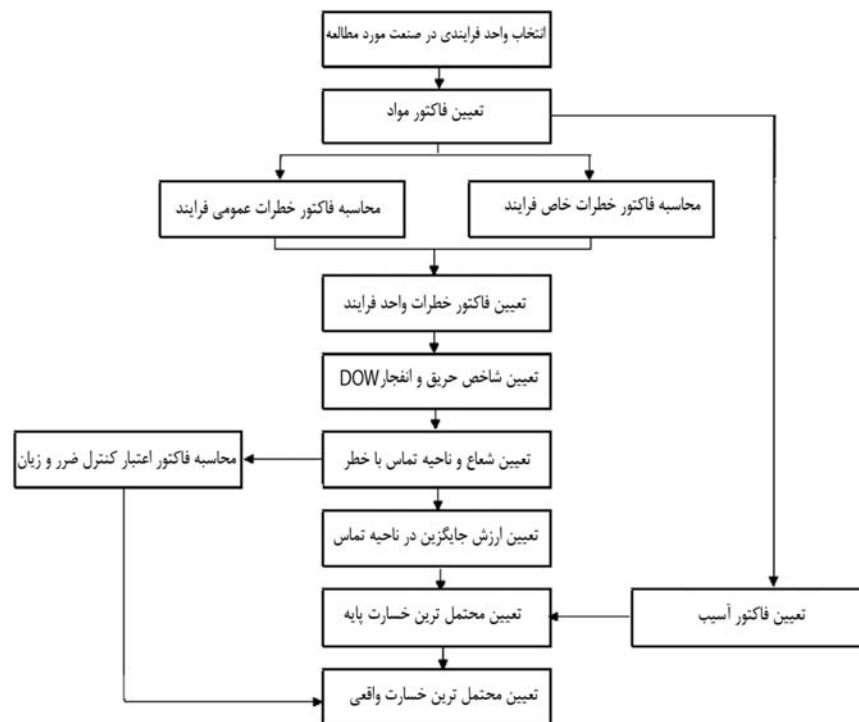 انتخاب واحد فرایندی در صنعت مورد مطالعه
تعیین فاکتور مواد
محاسبه فاکتور خطرات خاص فرایند
محاسبه فاکتور خطرات عمومی فرایند
تعیین فاکتور خطرات واحد فرایند
تعیین شاخص حریق و انفجار DOW
تعیین شعاع و ناحیه تماس با خطر
محاسبه فاکتور اعتبار کنترل ضرر و زیان
تعیین ارزش جایگزین در ناحیه تماس
تعیین فاکتور آسیب
تعیین محتمل ترین خسارت پایه
تعیین محتمل ترین خسارت واقعی